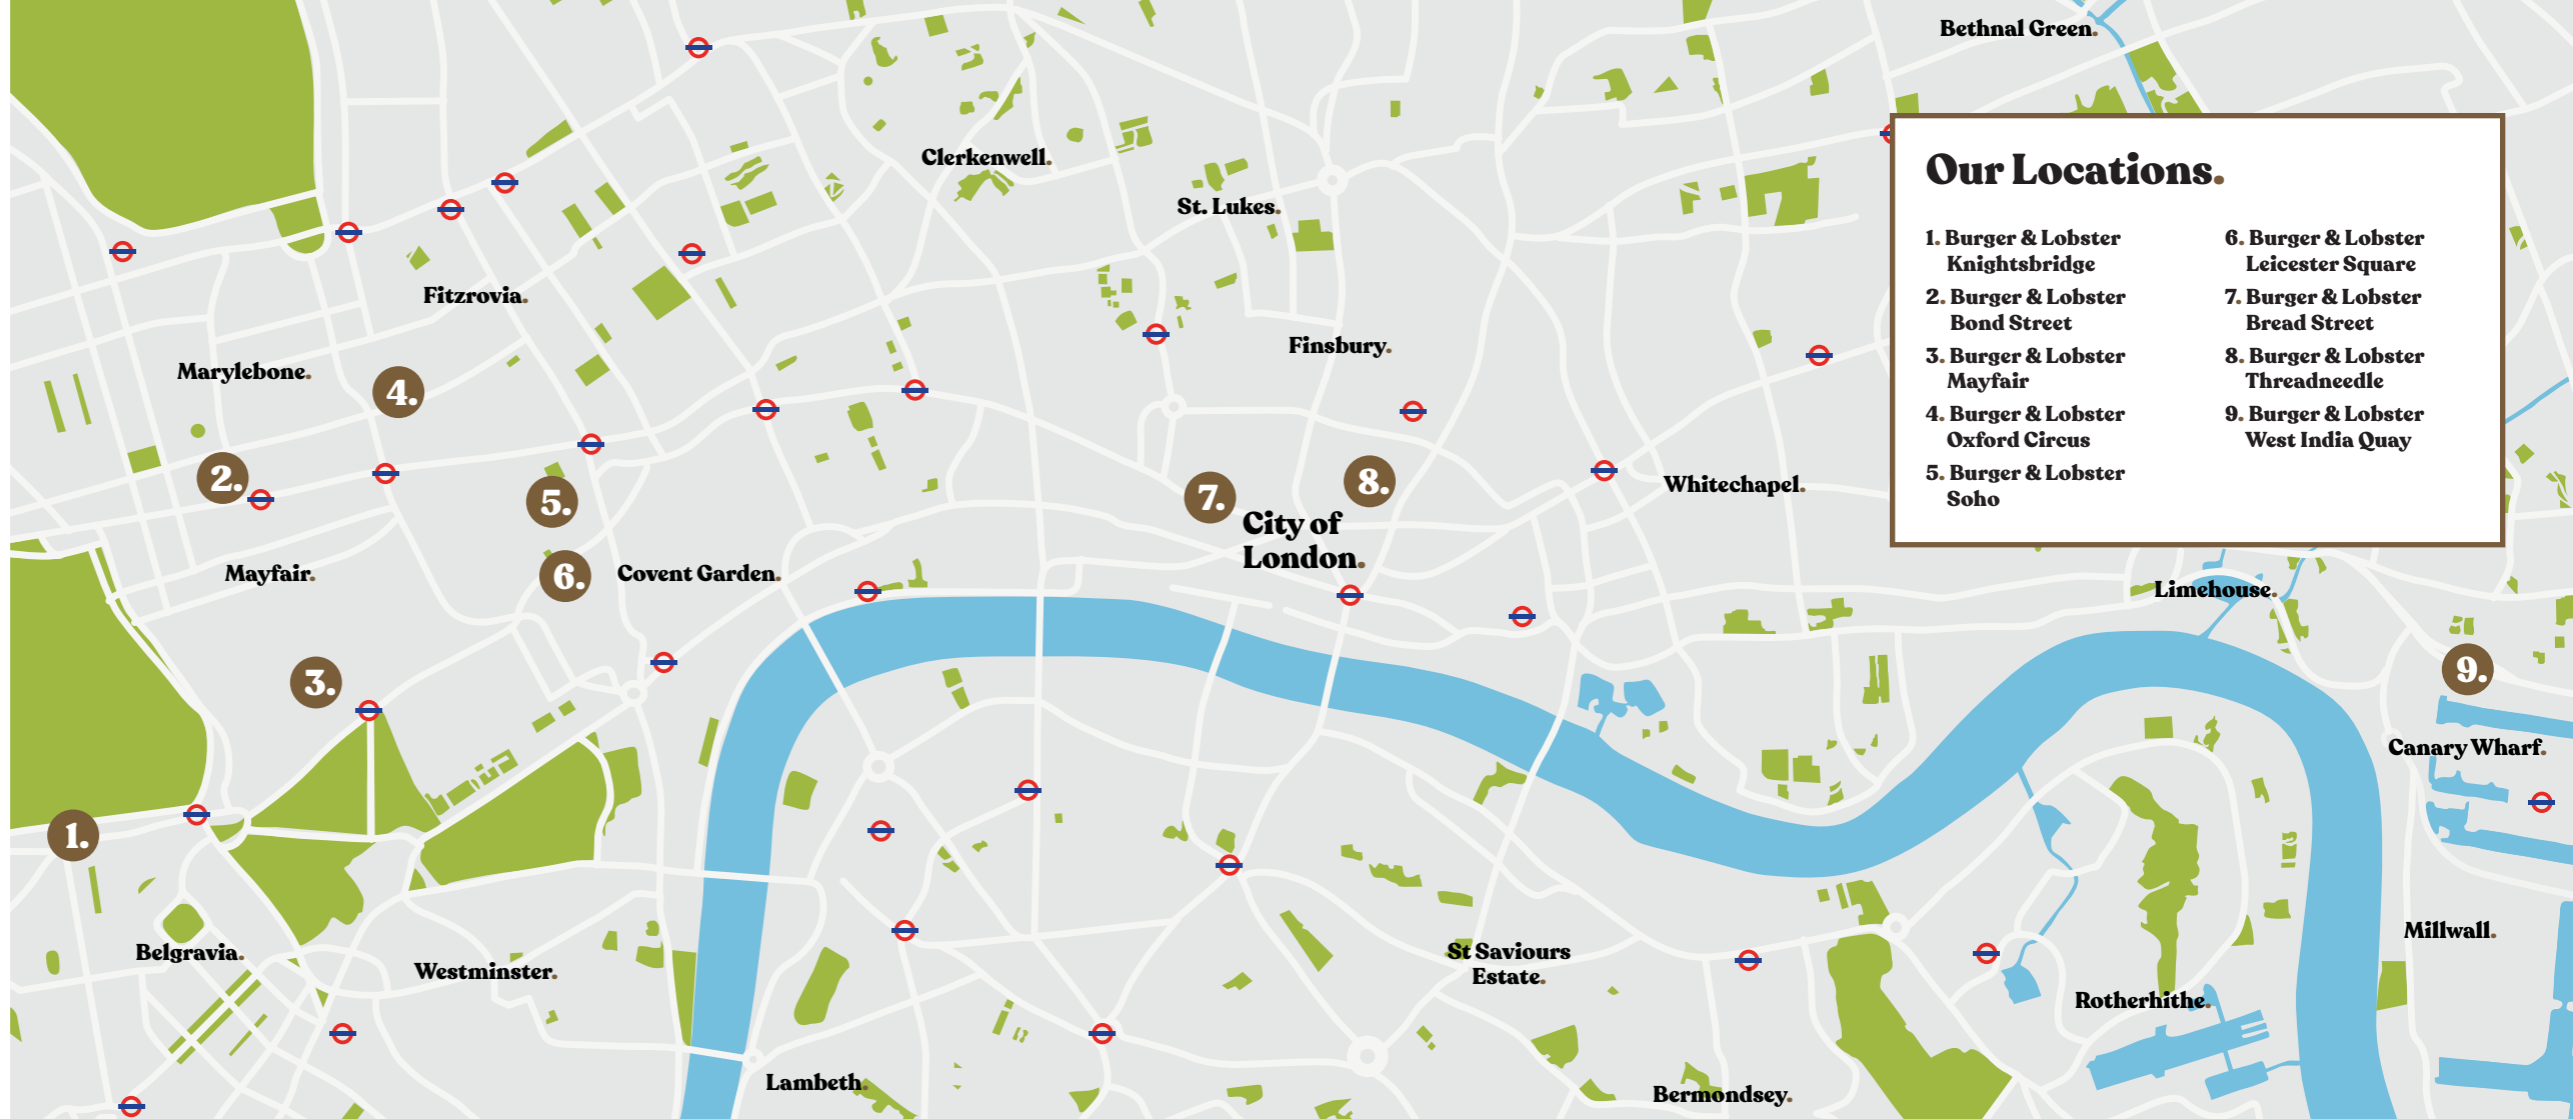 Bethnal Green.
Clerkenwell.
St. Lukes.
Fitzrovia.
Finsbury.
Marylebone.
4.
2.
5.
7.
8.
City of
London.
Whitechapel.
Mayfair.
6.
Covent Garden.
Limehouse.
3.
9.
Canary Wharf.
1.
Belgravia.
Westminster.
St Saviours
Estate.
Millwall.
Rotherhithe.
Lambeth.
Bermondsey.
Our Locations.
1. Burger & Lobster
Knightsbridge
2. Burger & Lobster
Bond Street
3. Burger & Lobster
Mayfair
4. Burger & Lobster
Oxford Circus
5. Burger & Lobster
Soho
6. Burger & Lobster
Leicester Square
7. Burger & Lobster
Bread Street
8. Burger & Lobster
Threadneedle
9. Burger & Lobster
West India Quay